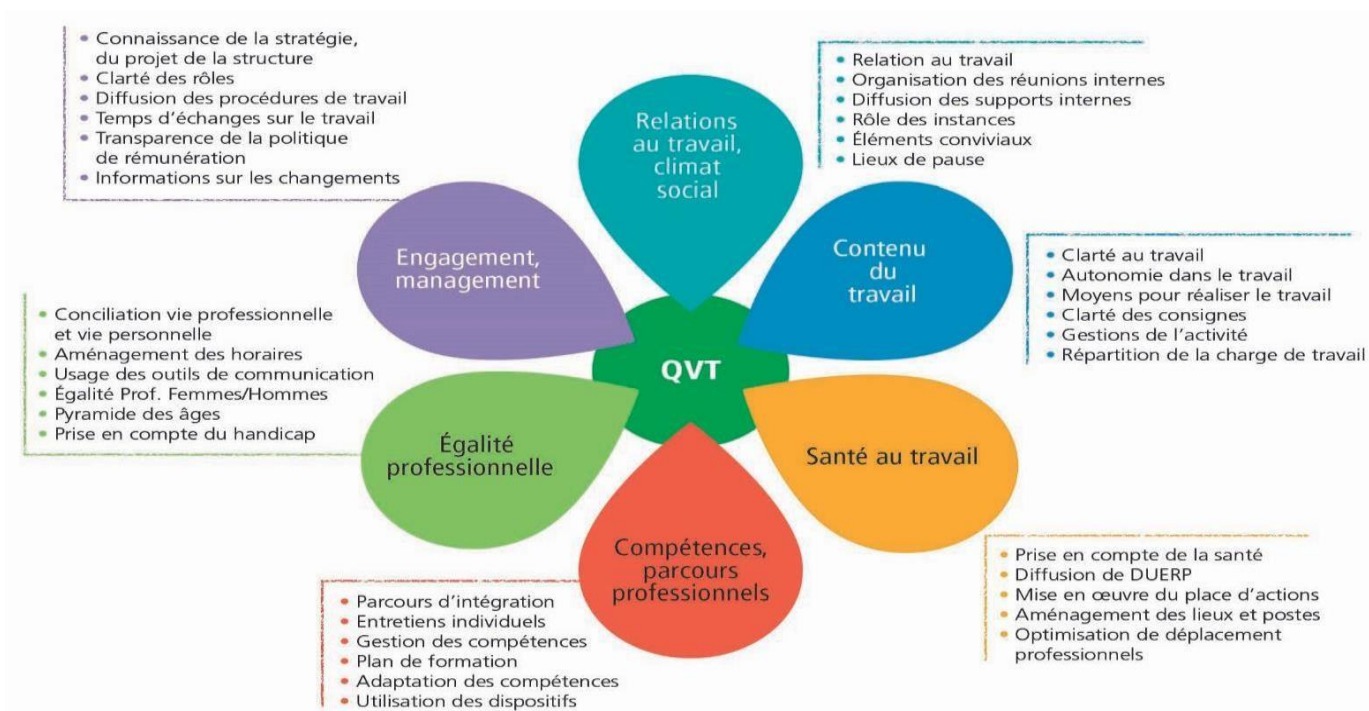 • Connaissance de la stratégie,
du projet de la structure
• Clarté des rôles
• Diffusion des procédures de travail
• Temps d'échanges sur le travail
• Transparence de la politique
de rémunération
• Informations sur les changements
Engagement,
management
Relations
au travail,
climat
social
• Relation au travail
• Organisation des réunions internes
• Diffusion des supports internes
• Rôle des instances
• Éléments conviviaux
• Lieux de pause
Contenu
du
travail
• Clarté au travail
• Autonomie dans le travail
• Moyens pour réaliser le travail
• Clarté des consignes
• Gestions de l'activité
• Répartition de la charge de travail
QVT
• Conciliation vie professionnelle
et vie personnelle
• Aménagement des horaires
• Usage des outils de communication
• Égalité Prof. Femmes/Hommes
• Pyramide des âges
• Prise en compte du handicap
Égalité
professionnelle
Santé au travail
• Prise en compte de la santé
• Diffusion de DUERP
• Mise en œuvre du place d'actions
• Aménagement des lieux et postes
• Optimisation de déplacement
professionnels
Compétences,
parcours
professionnels
• Parcours d'intégration
• Entretiens individuels
• Gestion des compétences
• Plan de formation
• Adaptation des compétences
• Utilisation des dispositifs